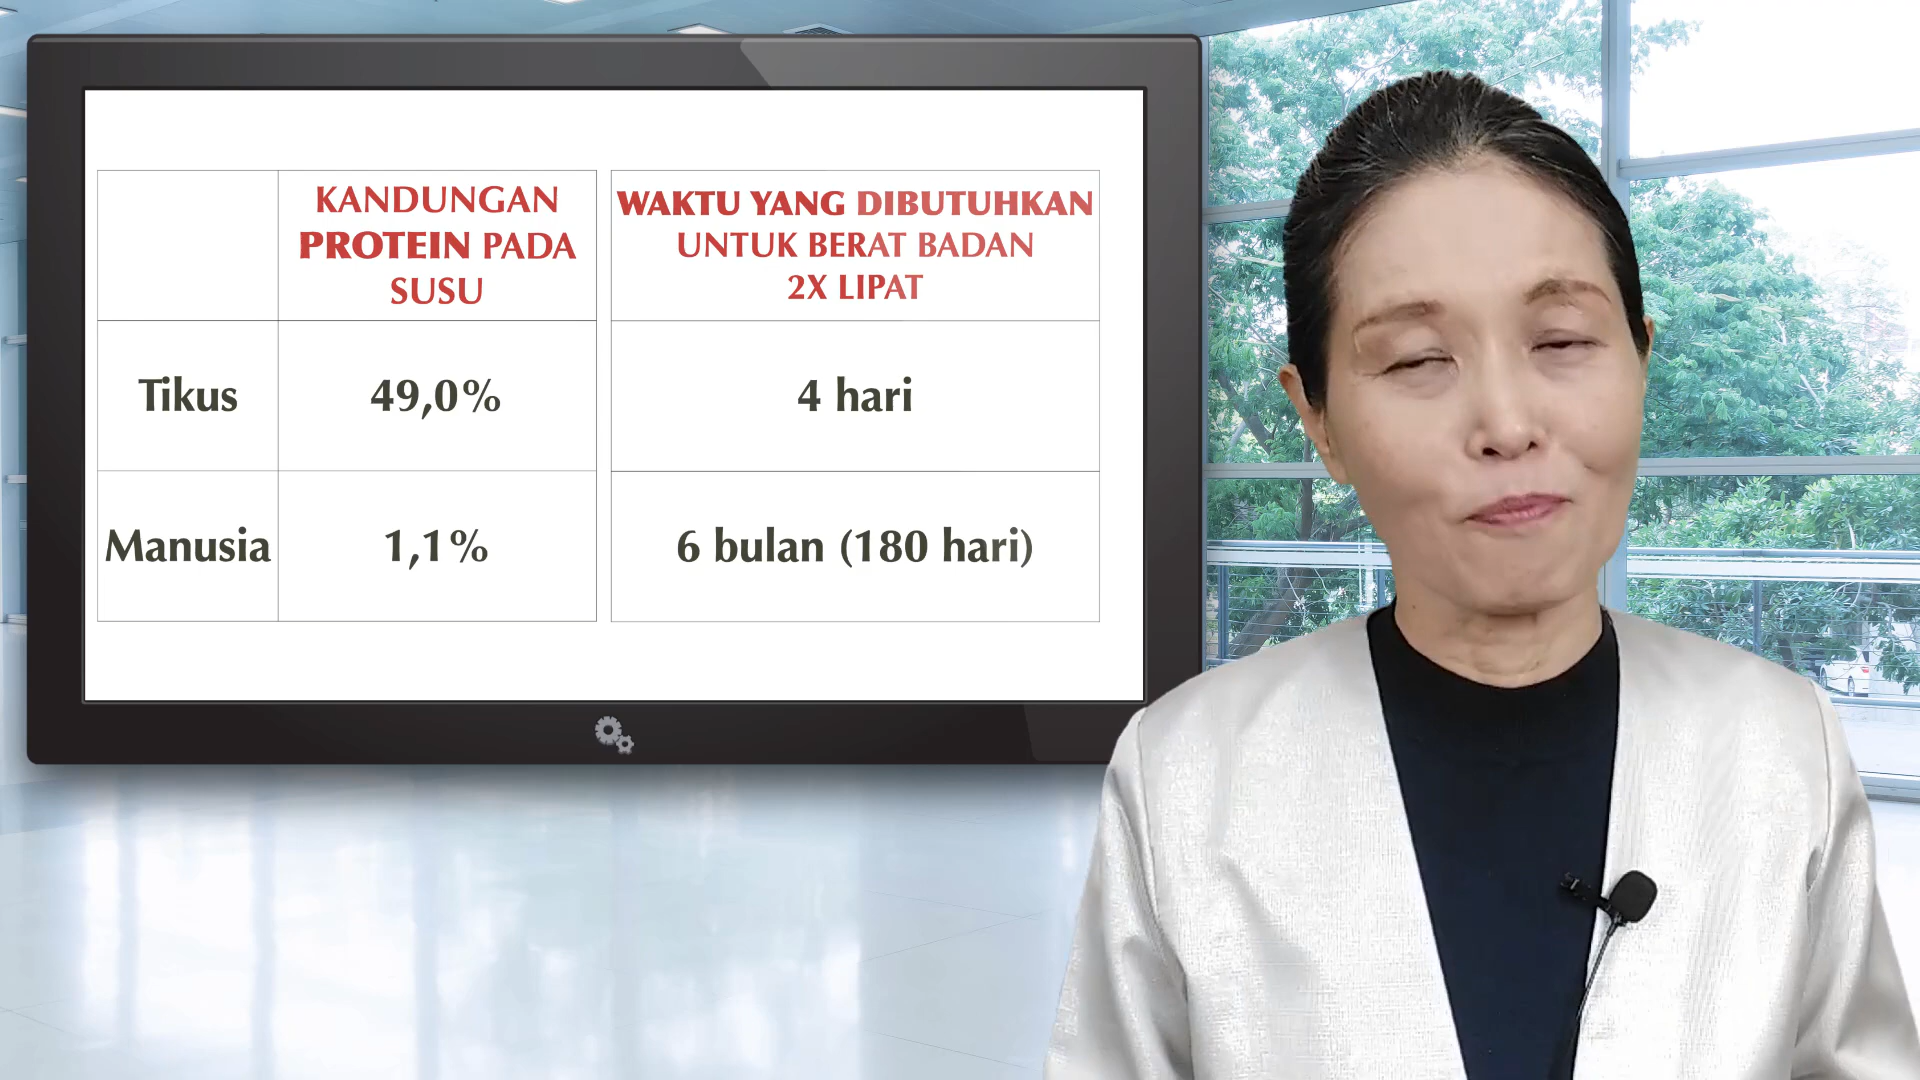 KANDUNGAN
PROTEIN PADA
SUSU
WAKTU YANG DIBUTUHKAN
UNTUK BERAT BADAN
2X LIPAT
Tikus
49,0%
4 hari
Manusia
1,1%
6 bulan (180 hari)